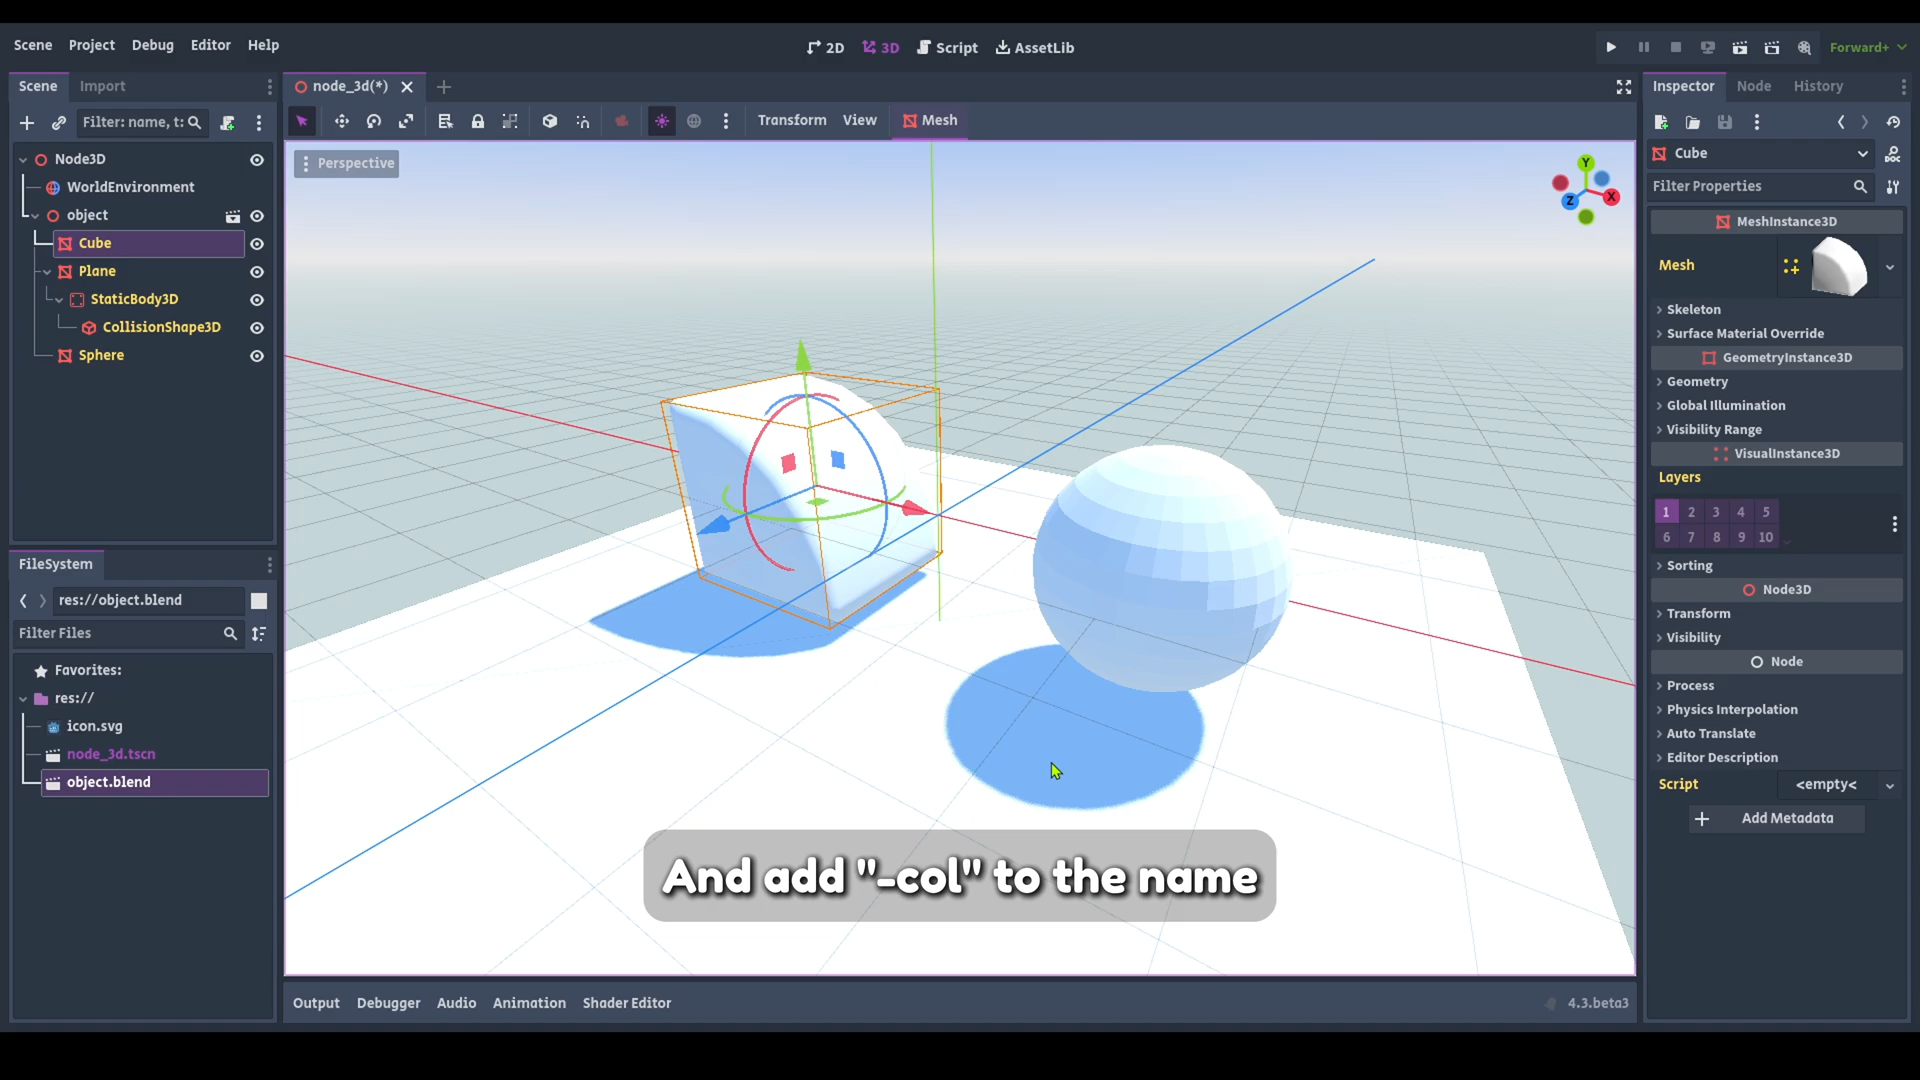 Scene Project Debug Editor Help
2D 3D Script AssetLib
Forward+
Scene Import
node_3d(*)
Inspector Node History
Filter: name, t:
Transform View Mesh
Perspective
Y
X
Z
Node3D
WorldEnvironment
object
Cube
Plane
StaticBody3D
CollisionShape3D
Sphere
FileSystem
res://object.blend
Filter Files
Favorites:
res://
icon.svg
node_3d.tscn
object.blend
And add "-col" to the name
Output Debugger Audio Animation Shader Editor
4.3.beta3
Cube
Filter Properties
MeshInstance3D
Mesh
Skeleton
Surface Material Override
GeometryInstance3D
Geometry
Global Illumination
Visibility Range
VisualInstance3D
Layers
1 2 3 4 5
6 7 8 9 10
Sorting
Node3D
Transform
Visibility
Node
Process
Physics Interpolation
Auto Translate
Editor Description
Script <empty<
Add Metadata